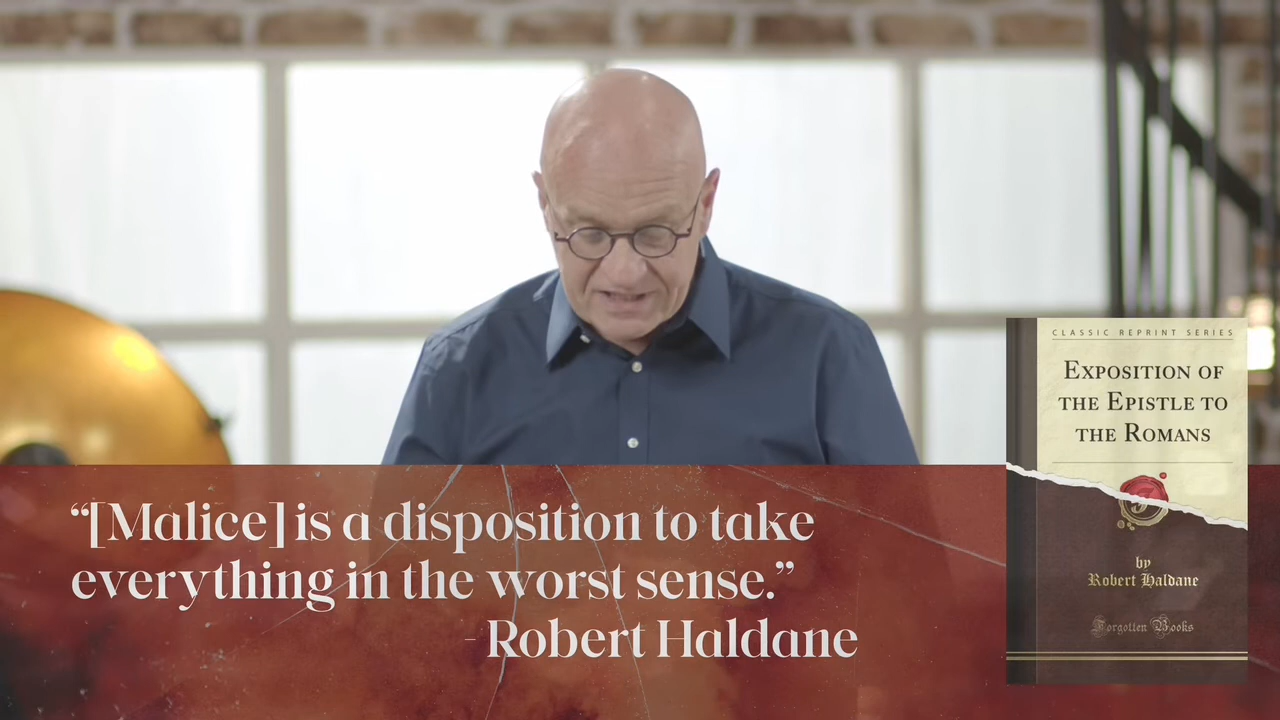 “[Malice] is a disposition to take
everything in the worst sense.”
- Robert Haldane
CLASSIC REPRINT SERIES
EXPOSITION OF
THE EPISTLE TO
THE ROMANS
by
Robert Haldane
Forgotten Books